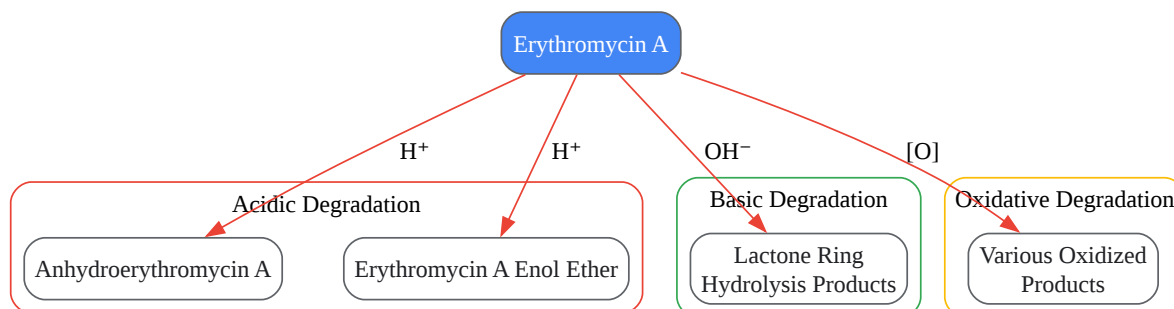 Erythromycin A
H⁺
H⁺
OH⁻
[O]
Acidic Degradation
Basic Degradation
Oxidative Degradation
Anhydroerythromycin A
Erythromycin A Enol Ether
Lactone Ring
Hydrolysis Products
Various Oxidized
Products